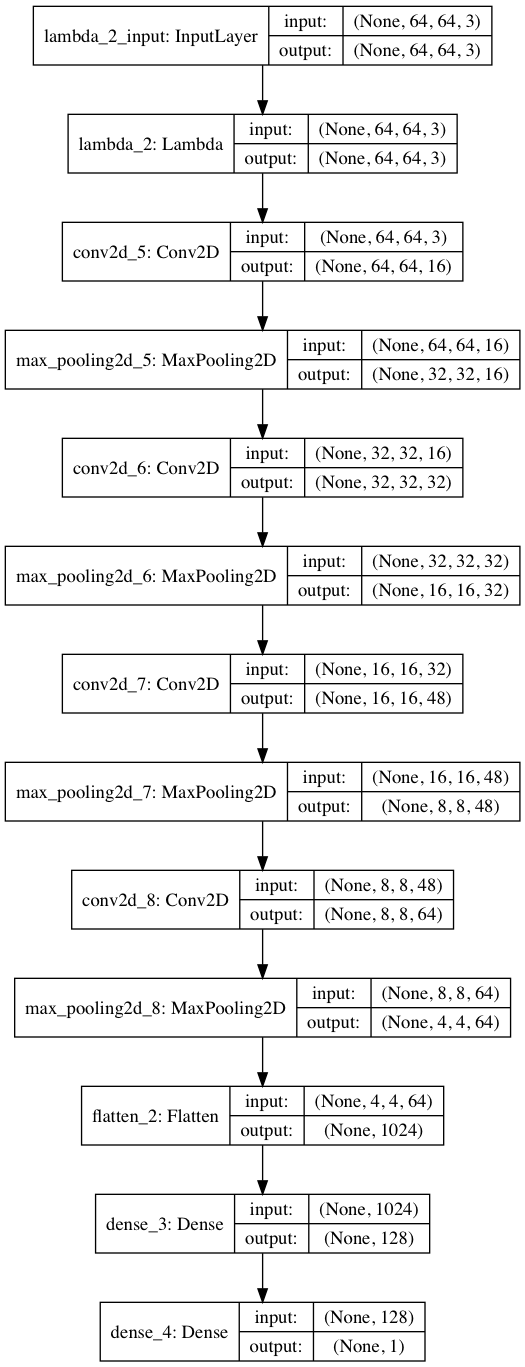 lambda_2_input: InputLayer
input: (None, 64, 64, 3)
output: (None, 64, 64, 3)
lambda_2: Lambda
input: (None, 64, 64, 3)
output: (None, 64, 64, 3)
conv2d_5: Conv2D
input: (None, 64, 64, 3)
output: (None, 64, 64, 16)
max_pooling2d_5: MaxPooling2D
input: (None, 64, 64, 16)
output: (None, 32, 32, 16)
conv2d_6: Conv2D
input: (None, 32, 32, 16)
output: (None, 32, 32, 32)
max_pooling2d_6: MaxPooling2D
input: (None, 32, 32, 32)
output: (None, 16, 16, 32)
conv2d_7: Conv2D
input: (None, 16, 16, 32)
output: (None, 16, 16, 48)
max_pooling2d_7: MaxPooling2D
input: (None, 16, 16, 48)
output: (None, 8, 8, 48)
conv2d_8: Conv2D
input: (None, 8, 8, 48)
output: (None, 8, 8, 64)
max_pooling2d_8: MaxPooling2D
input: (None, 8, 8, 64)
output: (None, 4, 4, 64)
flatten_2: Flatten
input: (None, 4, 4, 64)
output: (None, 1024)
dense_3: Dense
input: (None, 1024)
output: (None, 128)
dense_4: Dense
input: (None, 128)
output: (None, 1)